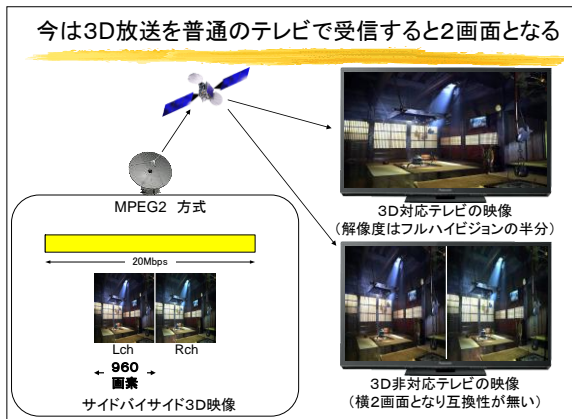 今は3D放送を普通のテレビで受信すると2画面となる
MPEG2 方式
20Mbps
Lch Rch
960
画素
サイドバイサイド3D映像
3D対応テレビの映像
(解像度はフルハイビジョンの半分)
3D非対応テレビの映像
(横2画面となり互換性が無い)